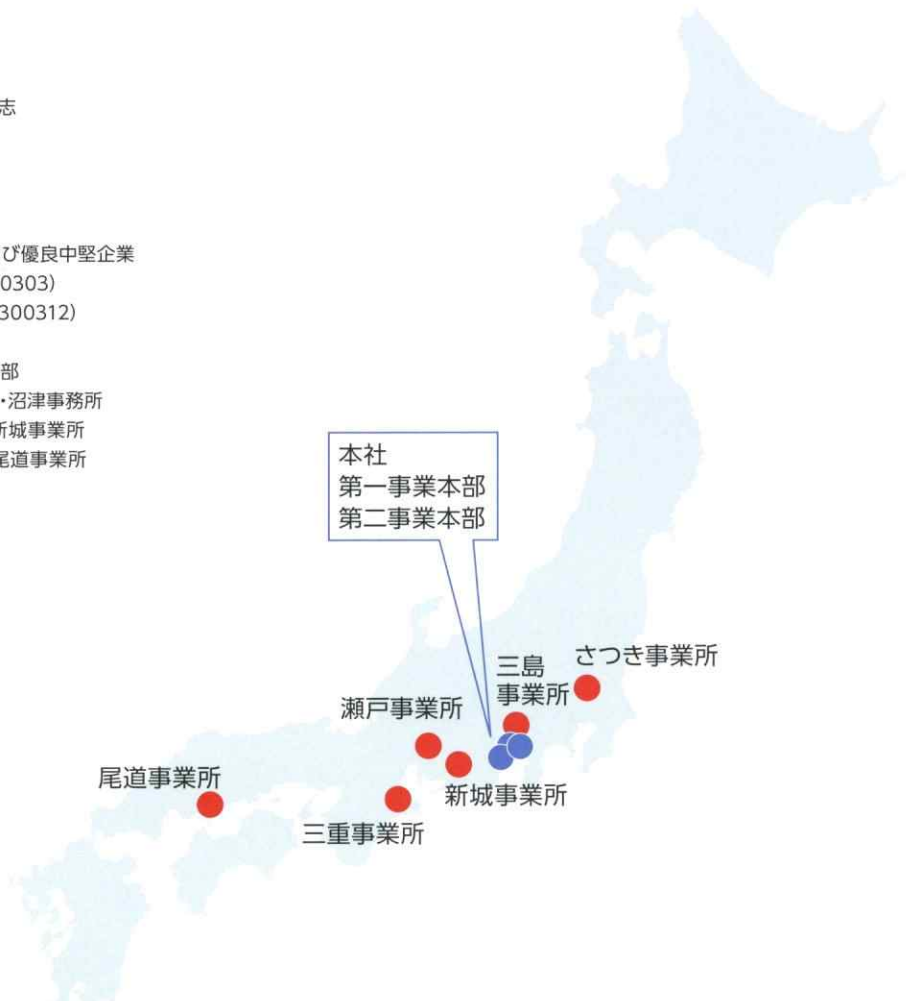 志
び優良中堅企業
0303)
300312)
部
・沼津事務所
新城事業所
尾道事業所
本社
第一事業本部
第二事業本部
三島
事業所
さつき事業所
瀬戸事業所
新城事業所
尾道事業所
三重事業所